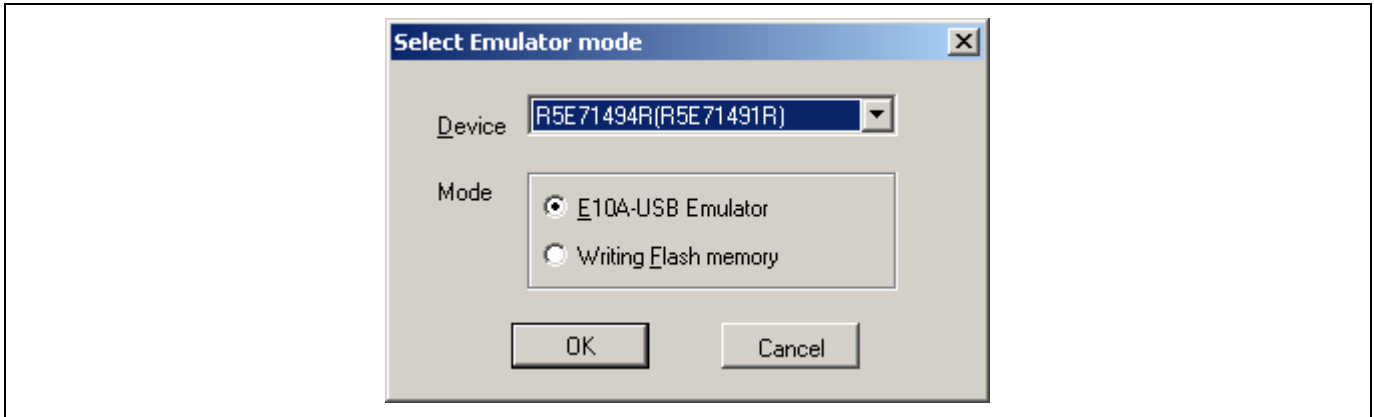 Select Emulator mode
Device R5E71494R(R5E71491R)
Mode
E10A-USB Emulator
Writing Flash memory
OK Cancel